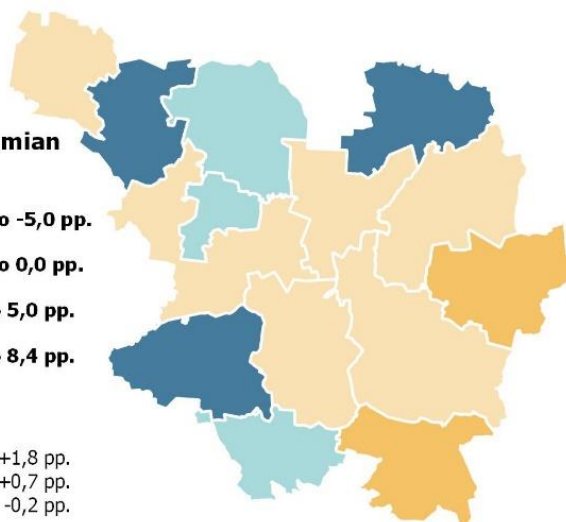 mian
o -5,0 pp.
o 0,0 pp.
5,0 pp.
8,4 pp.
+1,8 pp.
+0,7 pp.
-0,2 pp.